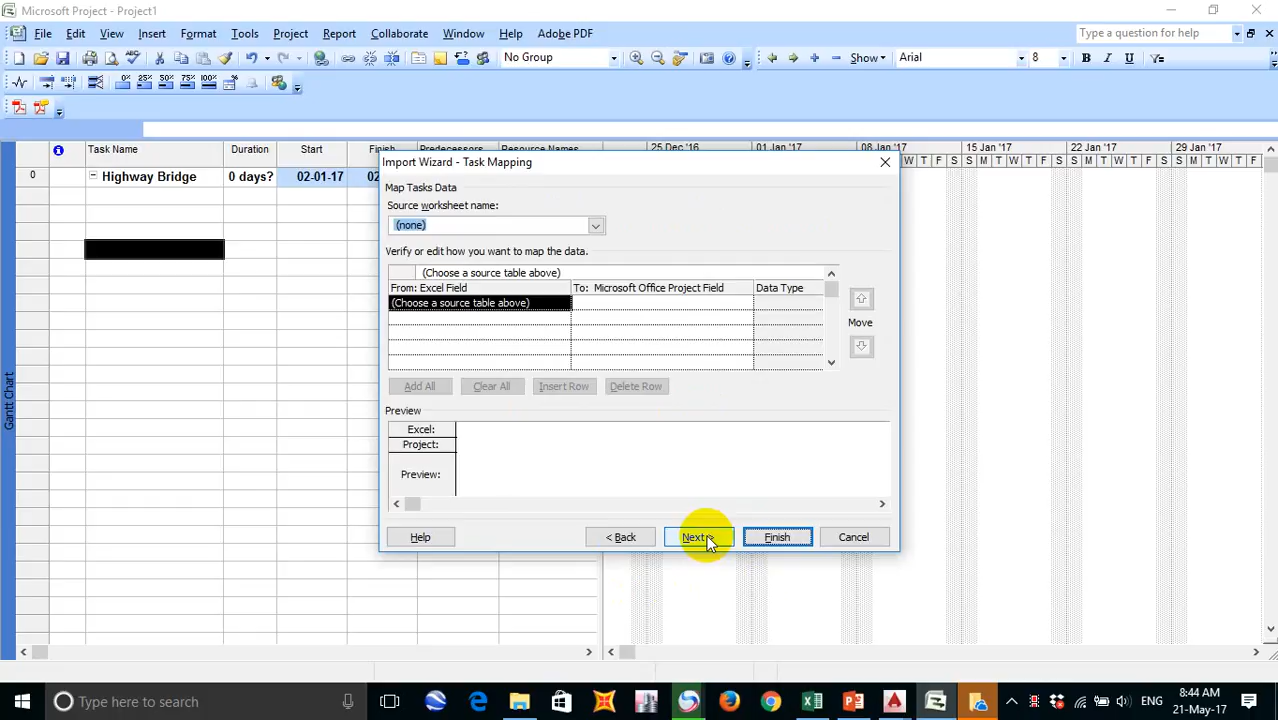 Microsoft Project - Project1
File Edit View Insert Format Tools Project Report Collaborate Window Help Adobe PDF
Type a question for help
No Group
Show
Arial
8
B I U
0% 25% 50% 75% 100%
Task Name Duration Start Finish Predecessors Resource Names
25 Dec '16 01 Jan '17 08 Jan '17 15 Jan '17 22 Jan '17 29 Jan '17
W F S T T S M W F S T T S M W F S T T S M W F
0 Highway Bridge 0 days? 02-01-17 02
Gantt Chart
Import Wizard - Task Mapping
Map Tasks Data
Source worksheet name:
(none)
Verify or edit how you want to map the data.
(Choose a source table above)
From: Excel Field To: Microsoft Office Project Field Data Type
(Choose a source table above)
Move
Add All Clear All Insert Row Delete Row
Preview
Excel:
Project:
Preview:
Help < Back Next > Finish Cancel
Type here to search
ENG
8:44 AM
21-May-17